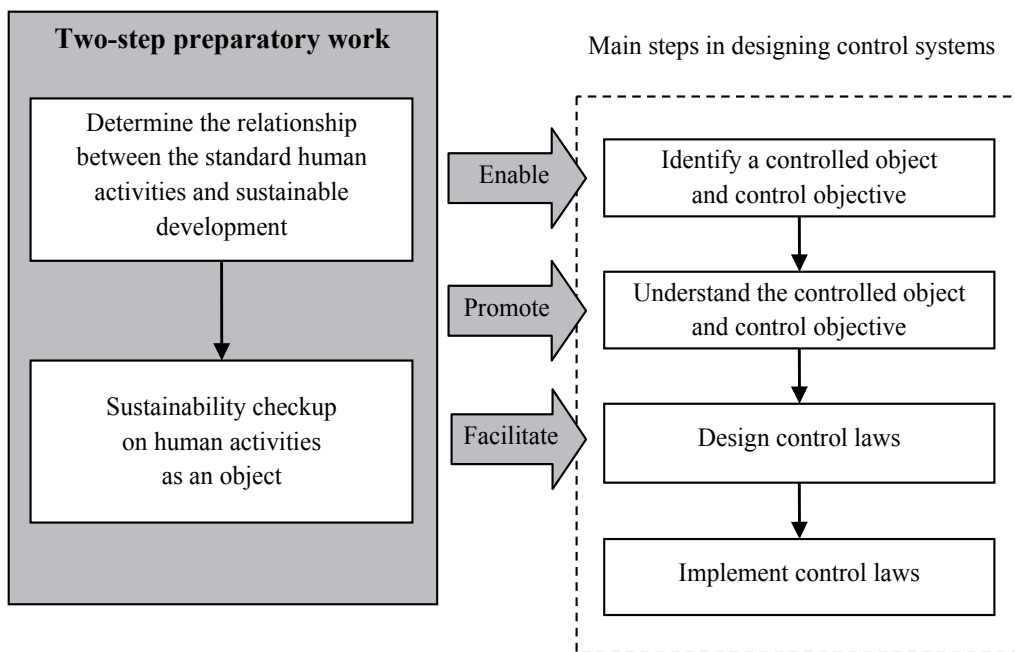 Two-step preparatory work
Determine the relationship
between the standard human
activities and sustainable
development
Sustainability checkup
on human activities
as an object
Enable
Promote
Facilitate
Main steps in designing control systems
Identify a controlled object
and control objective
Understand the controlled object
and control objective
Design control laws
Implement control laws